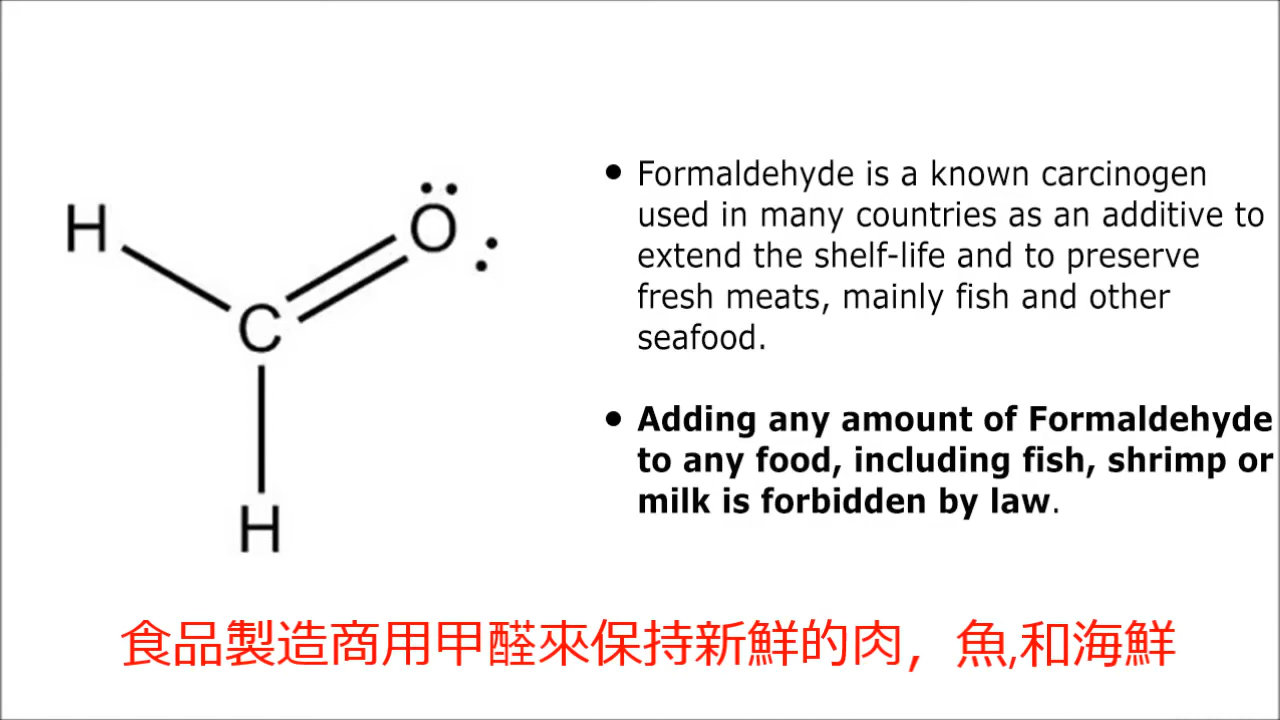 H
O
C
H
• Formaldehyde is a known carcinogen
used in many countries as an additive to
extend the shelf-life and to preserve
fresh meats, mainly fish and other
seafood.
• Adding any amount of Formaldehyde
to any food, including fish, shrimp or
milk is forbidden by law.
食品製造商用甲醛來保持新鮮的肉，魚,和海鮮